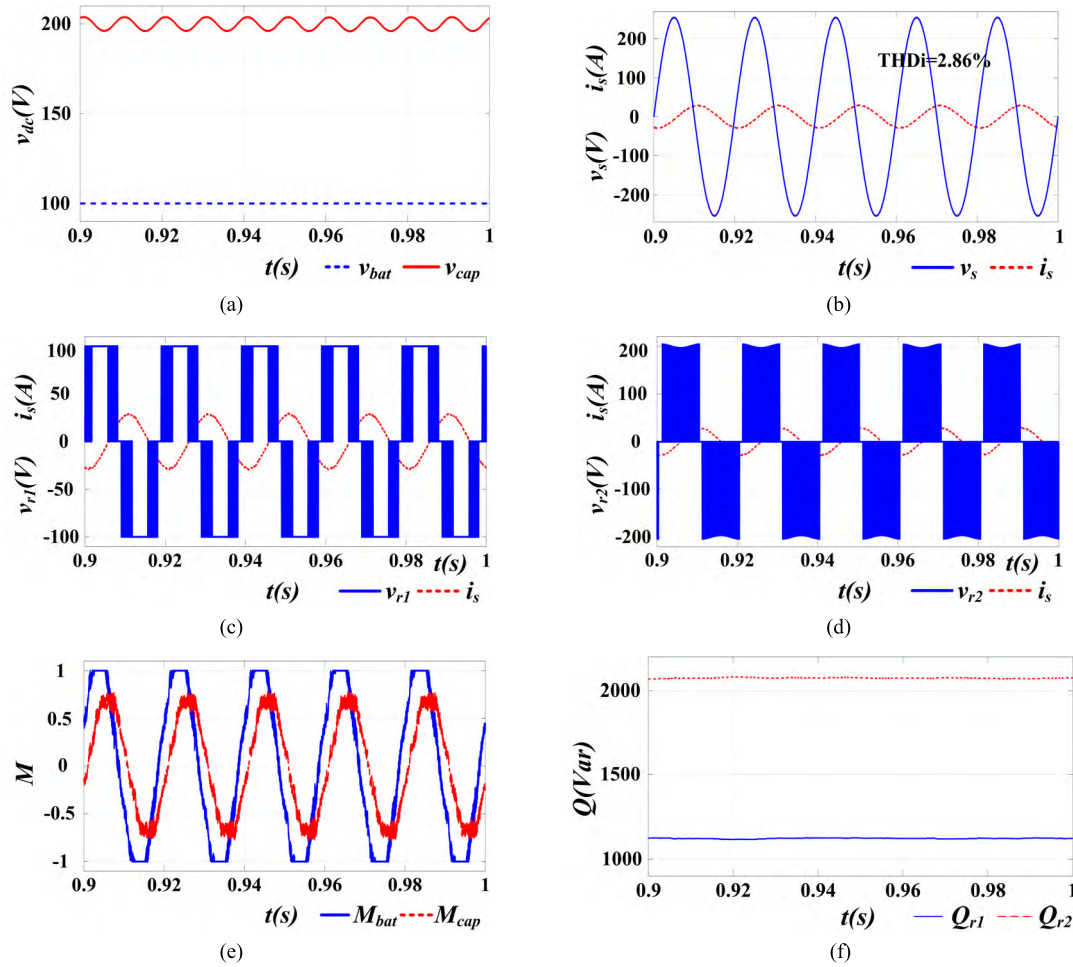 200
150
100
v_dc(V)
0.9 0.92 0.94 0.96 0.98 1
t(s) v_bat v_cap
(a)
200
100
0
-100
-200
i_s(A)
v_s(V)
THDi=2.86%
0.9 0.92 0.94 0.96 0.98 1
t(s) v_s i_s
(b)
100
50
0
-50
-100
i_s(A)
v_r1(V)
t(s)
0.9 0.92 0.94 0.96 0.98 1
t(s) v_r1 i_s
(c)
200
100
0
-100
-200
i_s(A)
v_r2(V)
t(s)
0.9 0.92 0.94 0.96 0.98 1
t(s) v_r2 i_s
(d)
1
0.5
0
-0.5
-1
M
0.9 0.92 0.94 0.96 0.98 1
t(s) M_bat M_cap
(e)
2000
1500
1000
Q(Var)
0.9 0.92 0.94 0.96 0.98 1
t(s) Q_r1 Q_r2
(f)